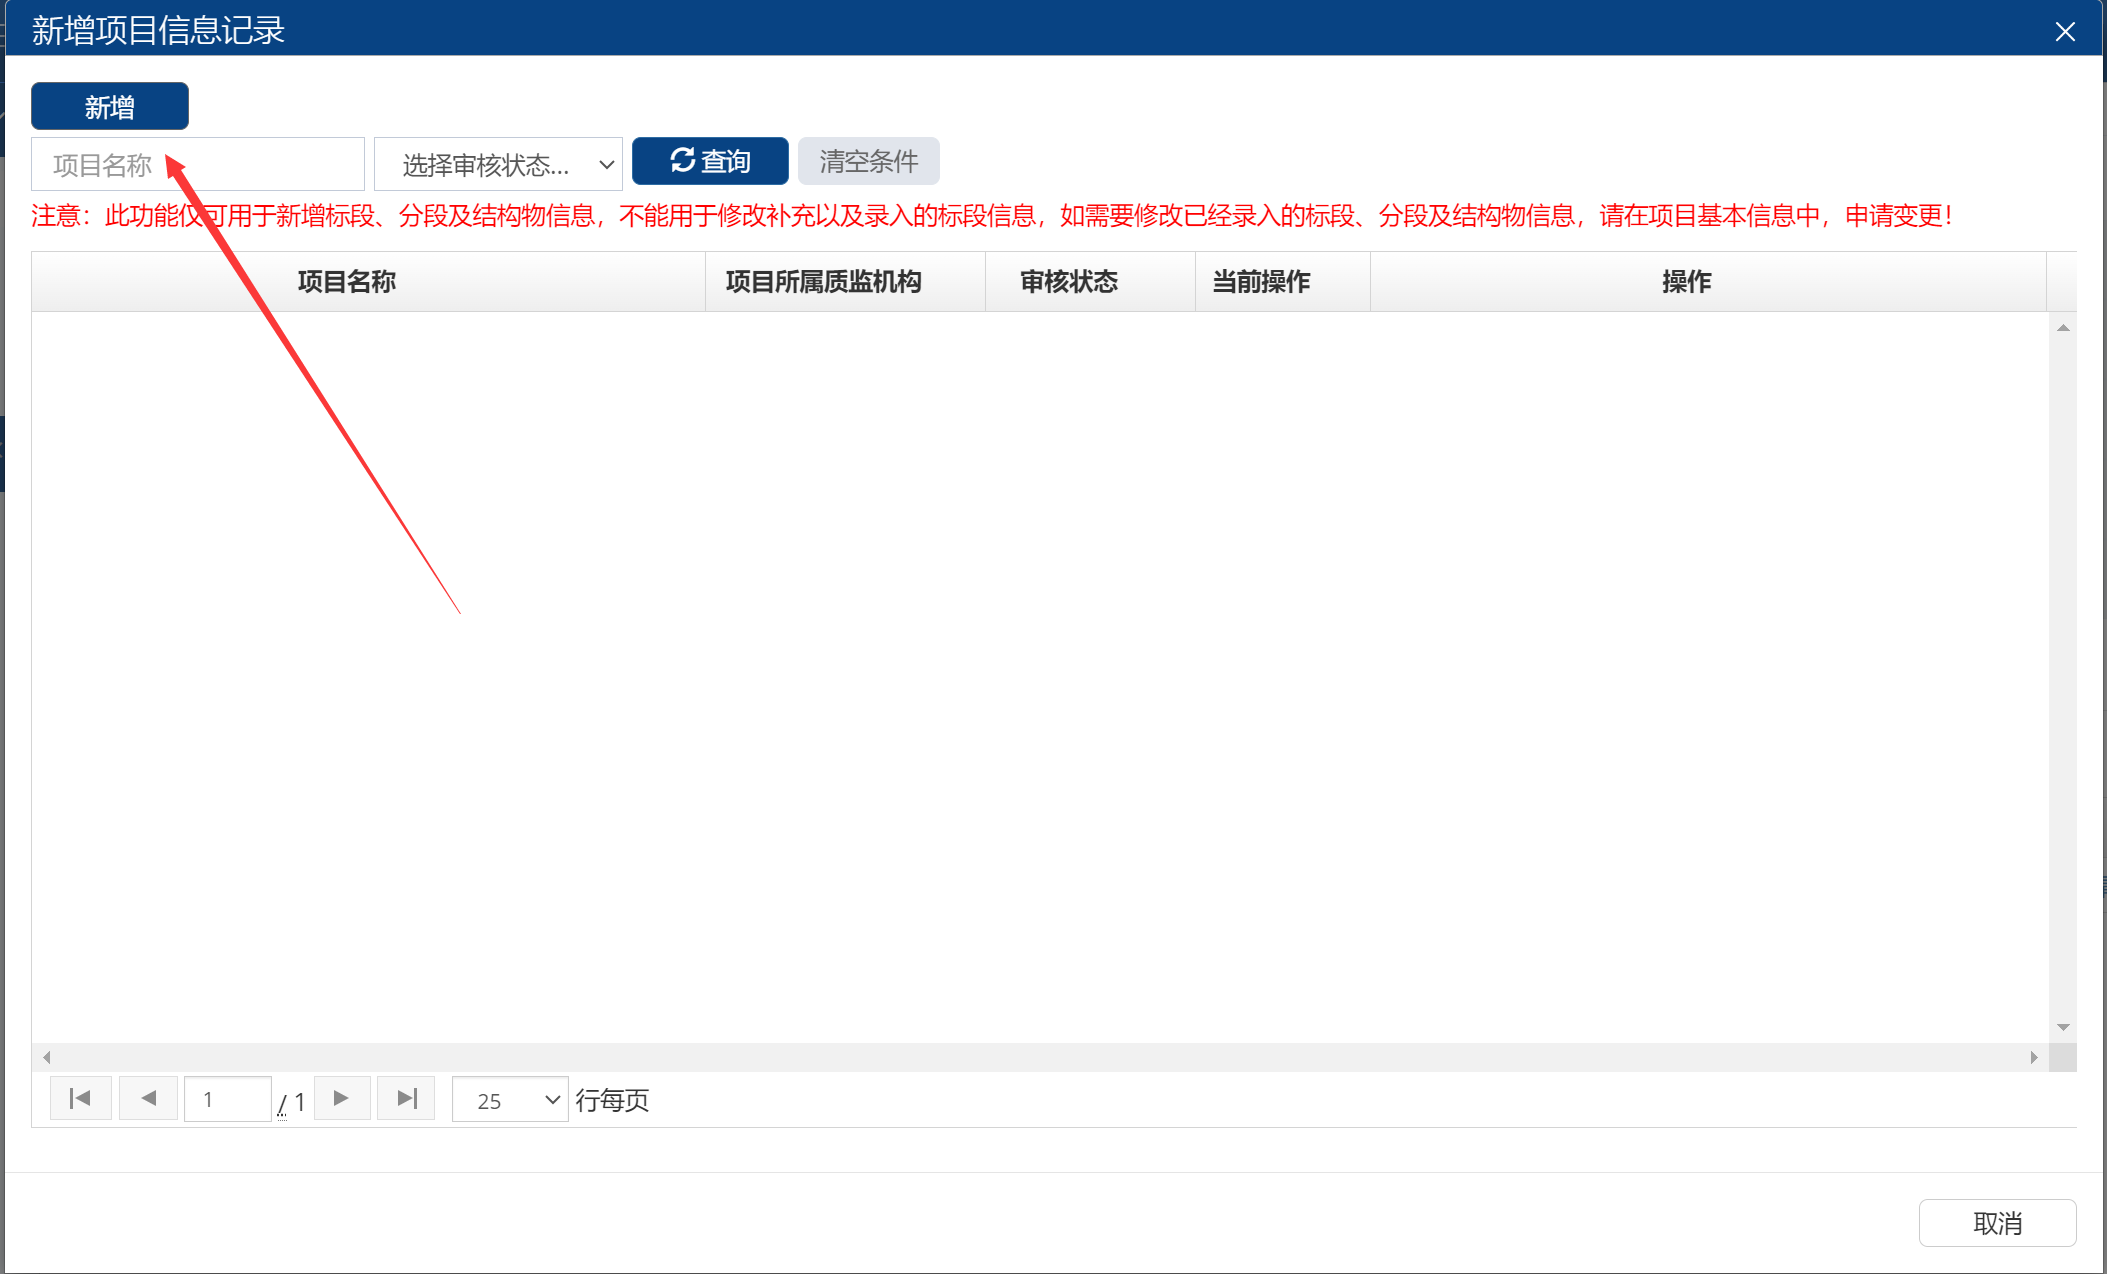 新增项目信息记录
新增
项目名称 选择审核状态... 查询 清空条件
注意：此功能仅可用于新增标段、分段及结构物信息，不能用于修改补充以及录入的标段信息，如需要修改已经录入的标段、分段及结构物信息，请在项目基本信息中，申请变更！
项目名称 项目所属质监机构 审核状态 当前操作 操作
1 / 1 25 行每页
取消